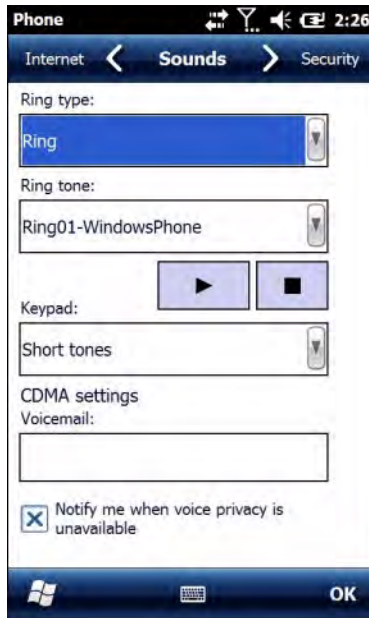 Phone 2:26
Internet Sounds Security
Ring type:
Ring
Ring tone:
Ring01-WindowsPhone
Keypad:
Short tones
CDMA settings
Voicemail:
Notify me when voice privacy is
unavailable
OK